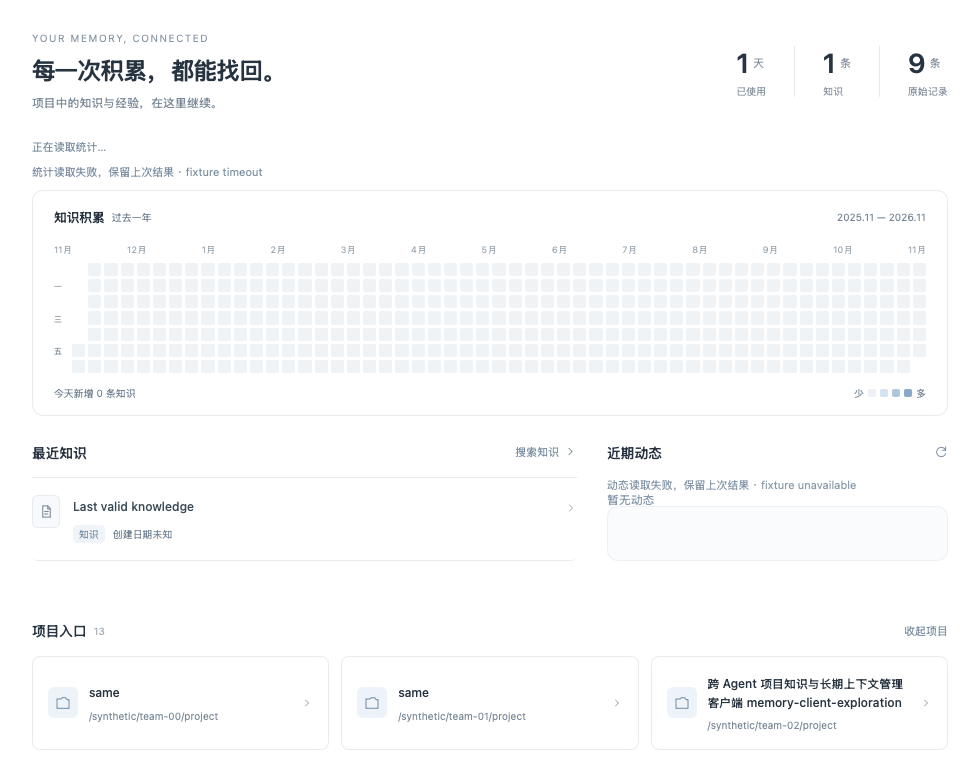 YOUR MEMORY, CONNECTED
每一次积累，都能找回。
项目中的知识与经验，在这里继续。
1 天
已使用
1 条
知识
9 条
原始记录
正在读取统计…
统计读取失败，保留上次结果 · fixture timeout
知识积累 过去一年
2025.11 — 2026.11
11月 12月 1月 2月 3月 4月 5月 6月 7月 8月 9月 10月 11月
一
三
五
今天新增 0 条知识
少 多
最近知识
搜索知识
Last valid knowledge
知识 创建日期未知
近期动态
动态读取失败，保留上次结果 · fixture unavailable
暂无动态
项目入口 13
收起项目
same
/synthetic/team-00/project
same
/synthetic/team-01/project
跨 Agent 项目知识与长期上下文管理
客户端 memory-client-exploration
/synthetic/team-02/project